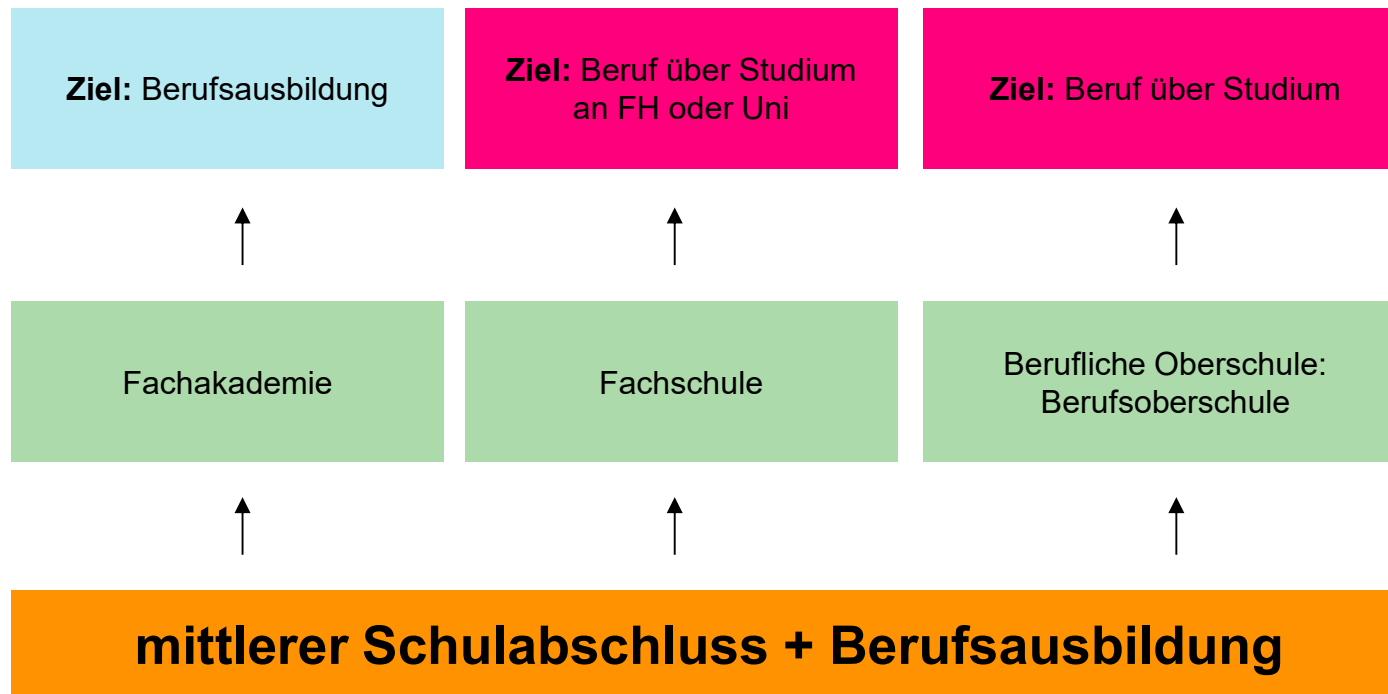 Ziel: Berufsausbildung
Ziel: Beruf über Studium
an FH oder Uni
Ziel: Beruf über Studium
Fachakademie
Fachschule
Berufliche Oberschule:
Berufsoberschule
mittlerer Schulabschluss + Berufsausbildung